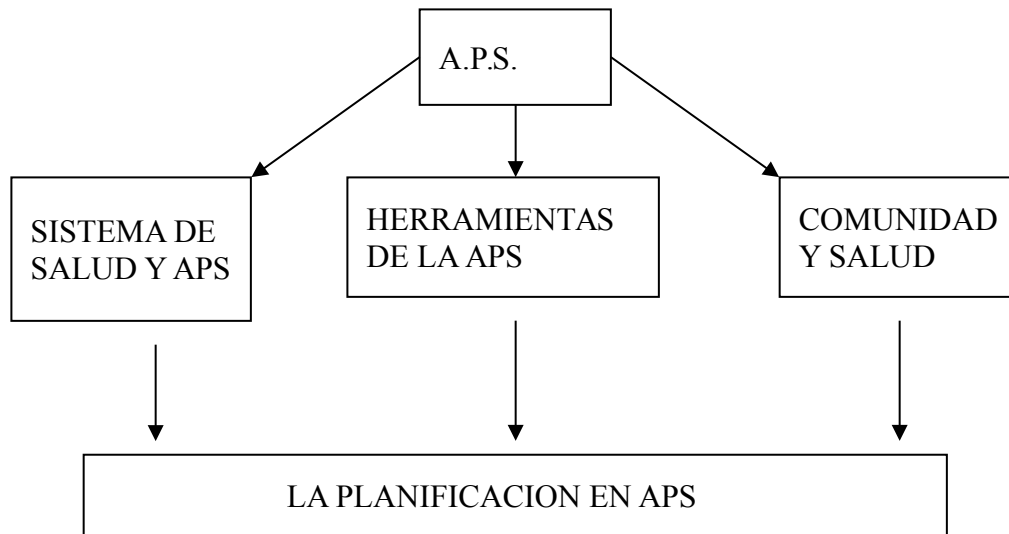 A.P.S.
SISTEMA DE
SALUD Y APS
HERRAMIENTAS
DE LA APS
COMUNIDAD
Y SALUD
LA PLANIFICACION EN APS